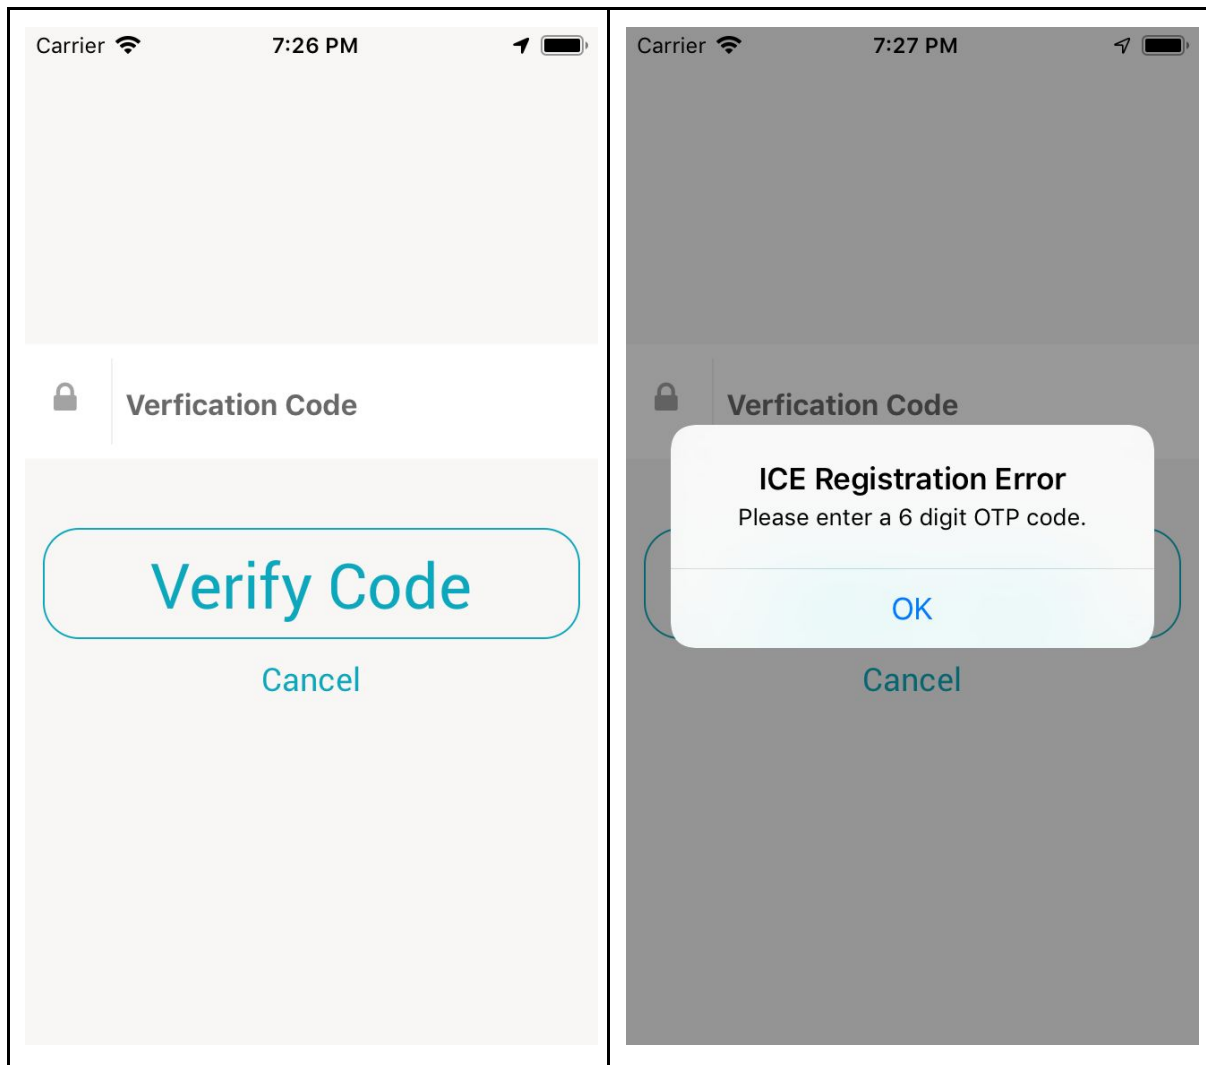 Carrier 7:26 PM
Verfication Code
Verify Code
Cancel
Carrier 7:27 PM
Verfication Code
ICE Registration Error
Please enter a 6 digit OTP code.
OK
Cancel